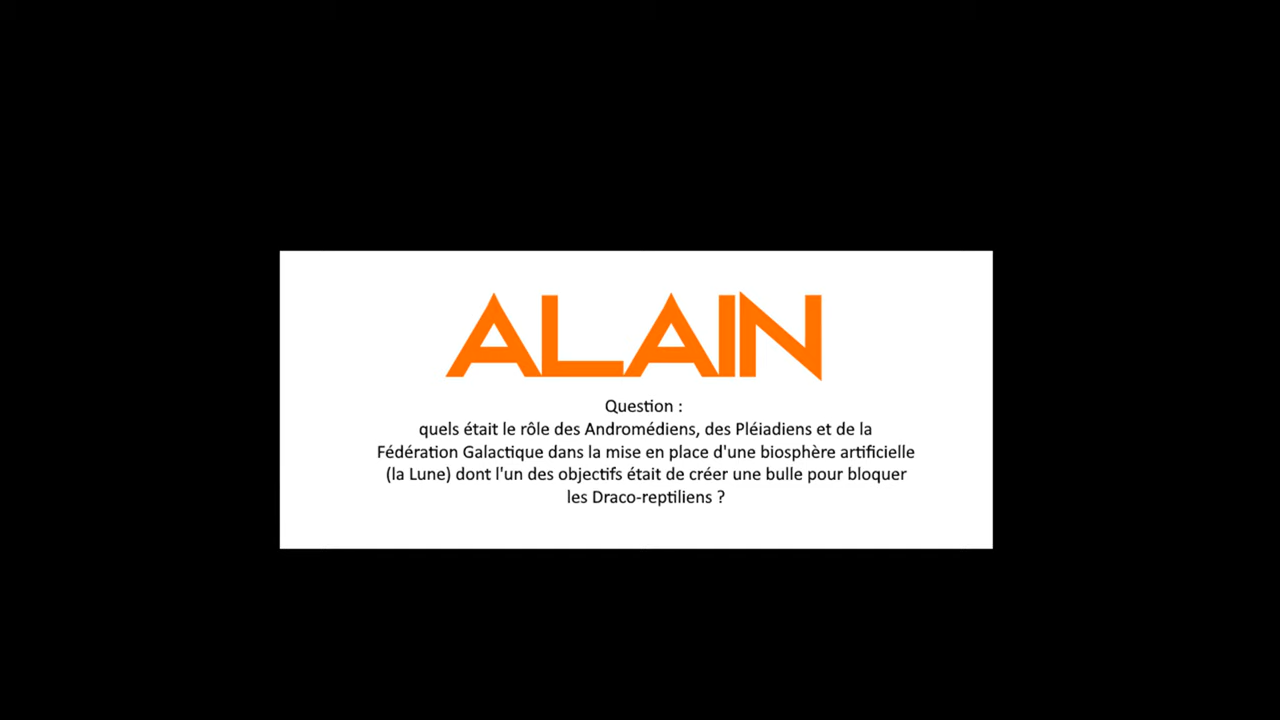 ALAIN
Question :
quels était le rôle des Andromédiens, des Pléiadiens et de la
Fédération Galactique dans la mise en place d'une biosphère artificielle
(la Lune) dont l'un des objectifs était de créer une bulle pour bloquer
les Draco-reptiliens ?